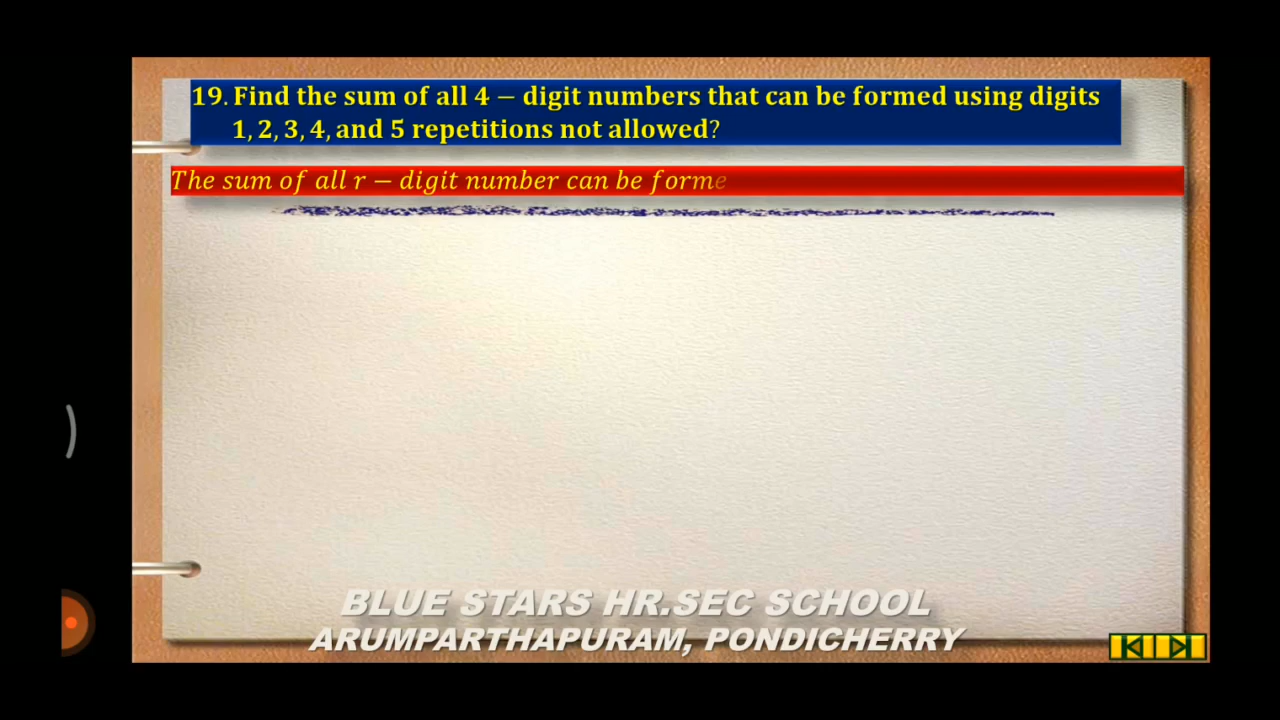 19. Find the sum of all 4 – digit numbers that can be formed using digits
1, 2, 3, 4, and 5 repetitions not allowed?
The sum of all r – digit number can be forme
BLUE STARS HR.SEC SCHOOL
ARUMPARTHAPURAM, PONDICHERRY